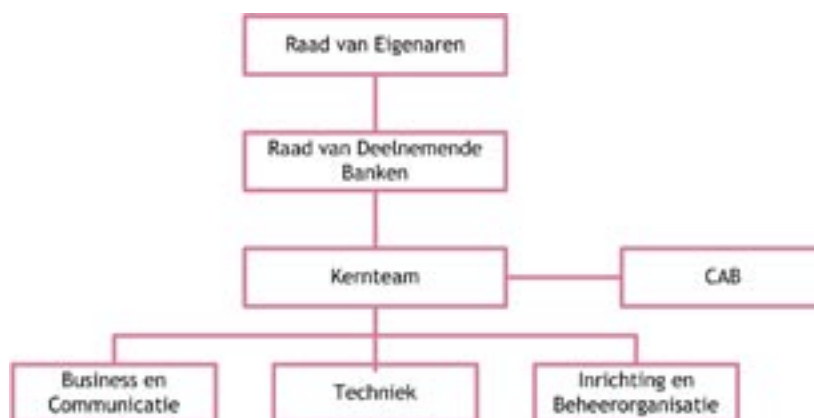 Raad van Eigenaren
Raad van Deelnemende
Banken
Kernteam
CAB
Business en
Communicatie
Techniek
Inrichting en
Beheerorganisatie